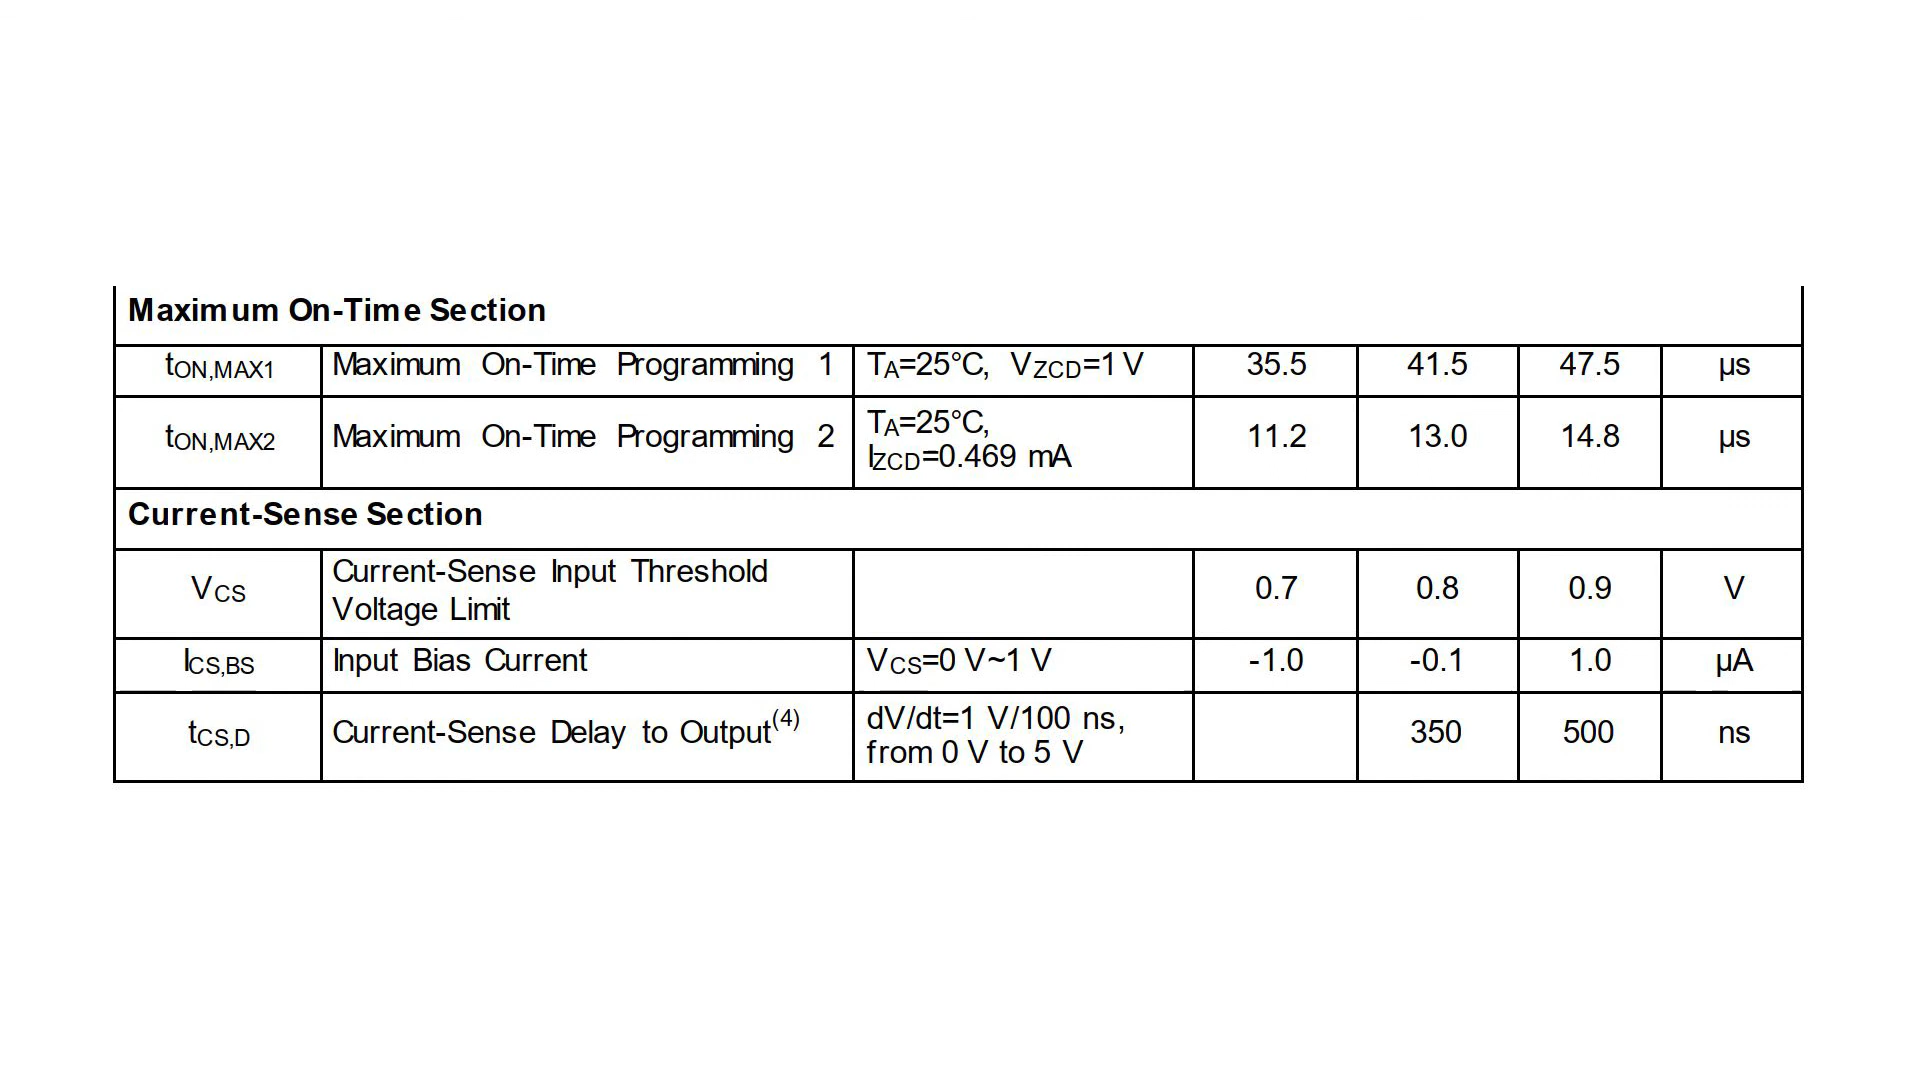 Maximum On-Time Section
tON,MAX1 Maximum On-Time Programming 1 TA=25°C, VZCD=1 V 35.5 41.5 47.5 µs
tON,MAX2 Maximum On-Time Programming 2 TA=25°C,
IZCD=0.469 mA 11.2 13.0 14.8 µs
Current-Sense Section
VCS Current-Sense Input Threshold
Voltage Limit 0.7 0.8 0.9 V
ICS,BS Input Bias Current VCS=0 V~1 V -1.0 -0.1 1.0 µA
tCS,D Current-Sense Delay to Output(4) dV/dt=1 V/100 ns,
from 0 V to 5 V 350 500 ns